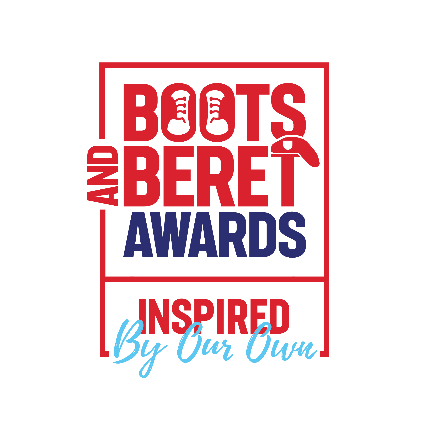 BOOTS
AND
BERET
AWARDS
INSPIRED
By Our Own